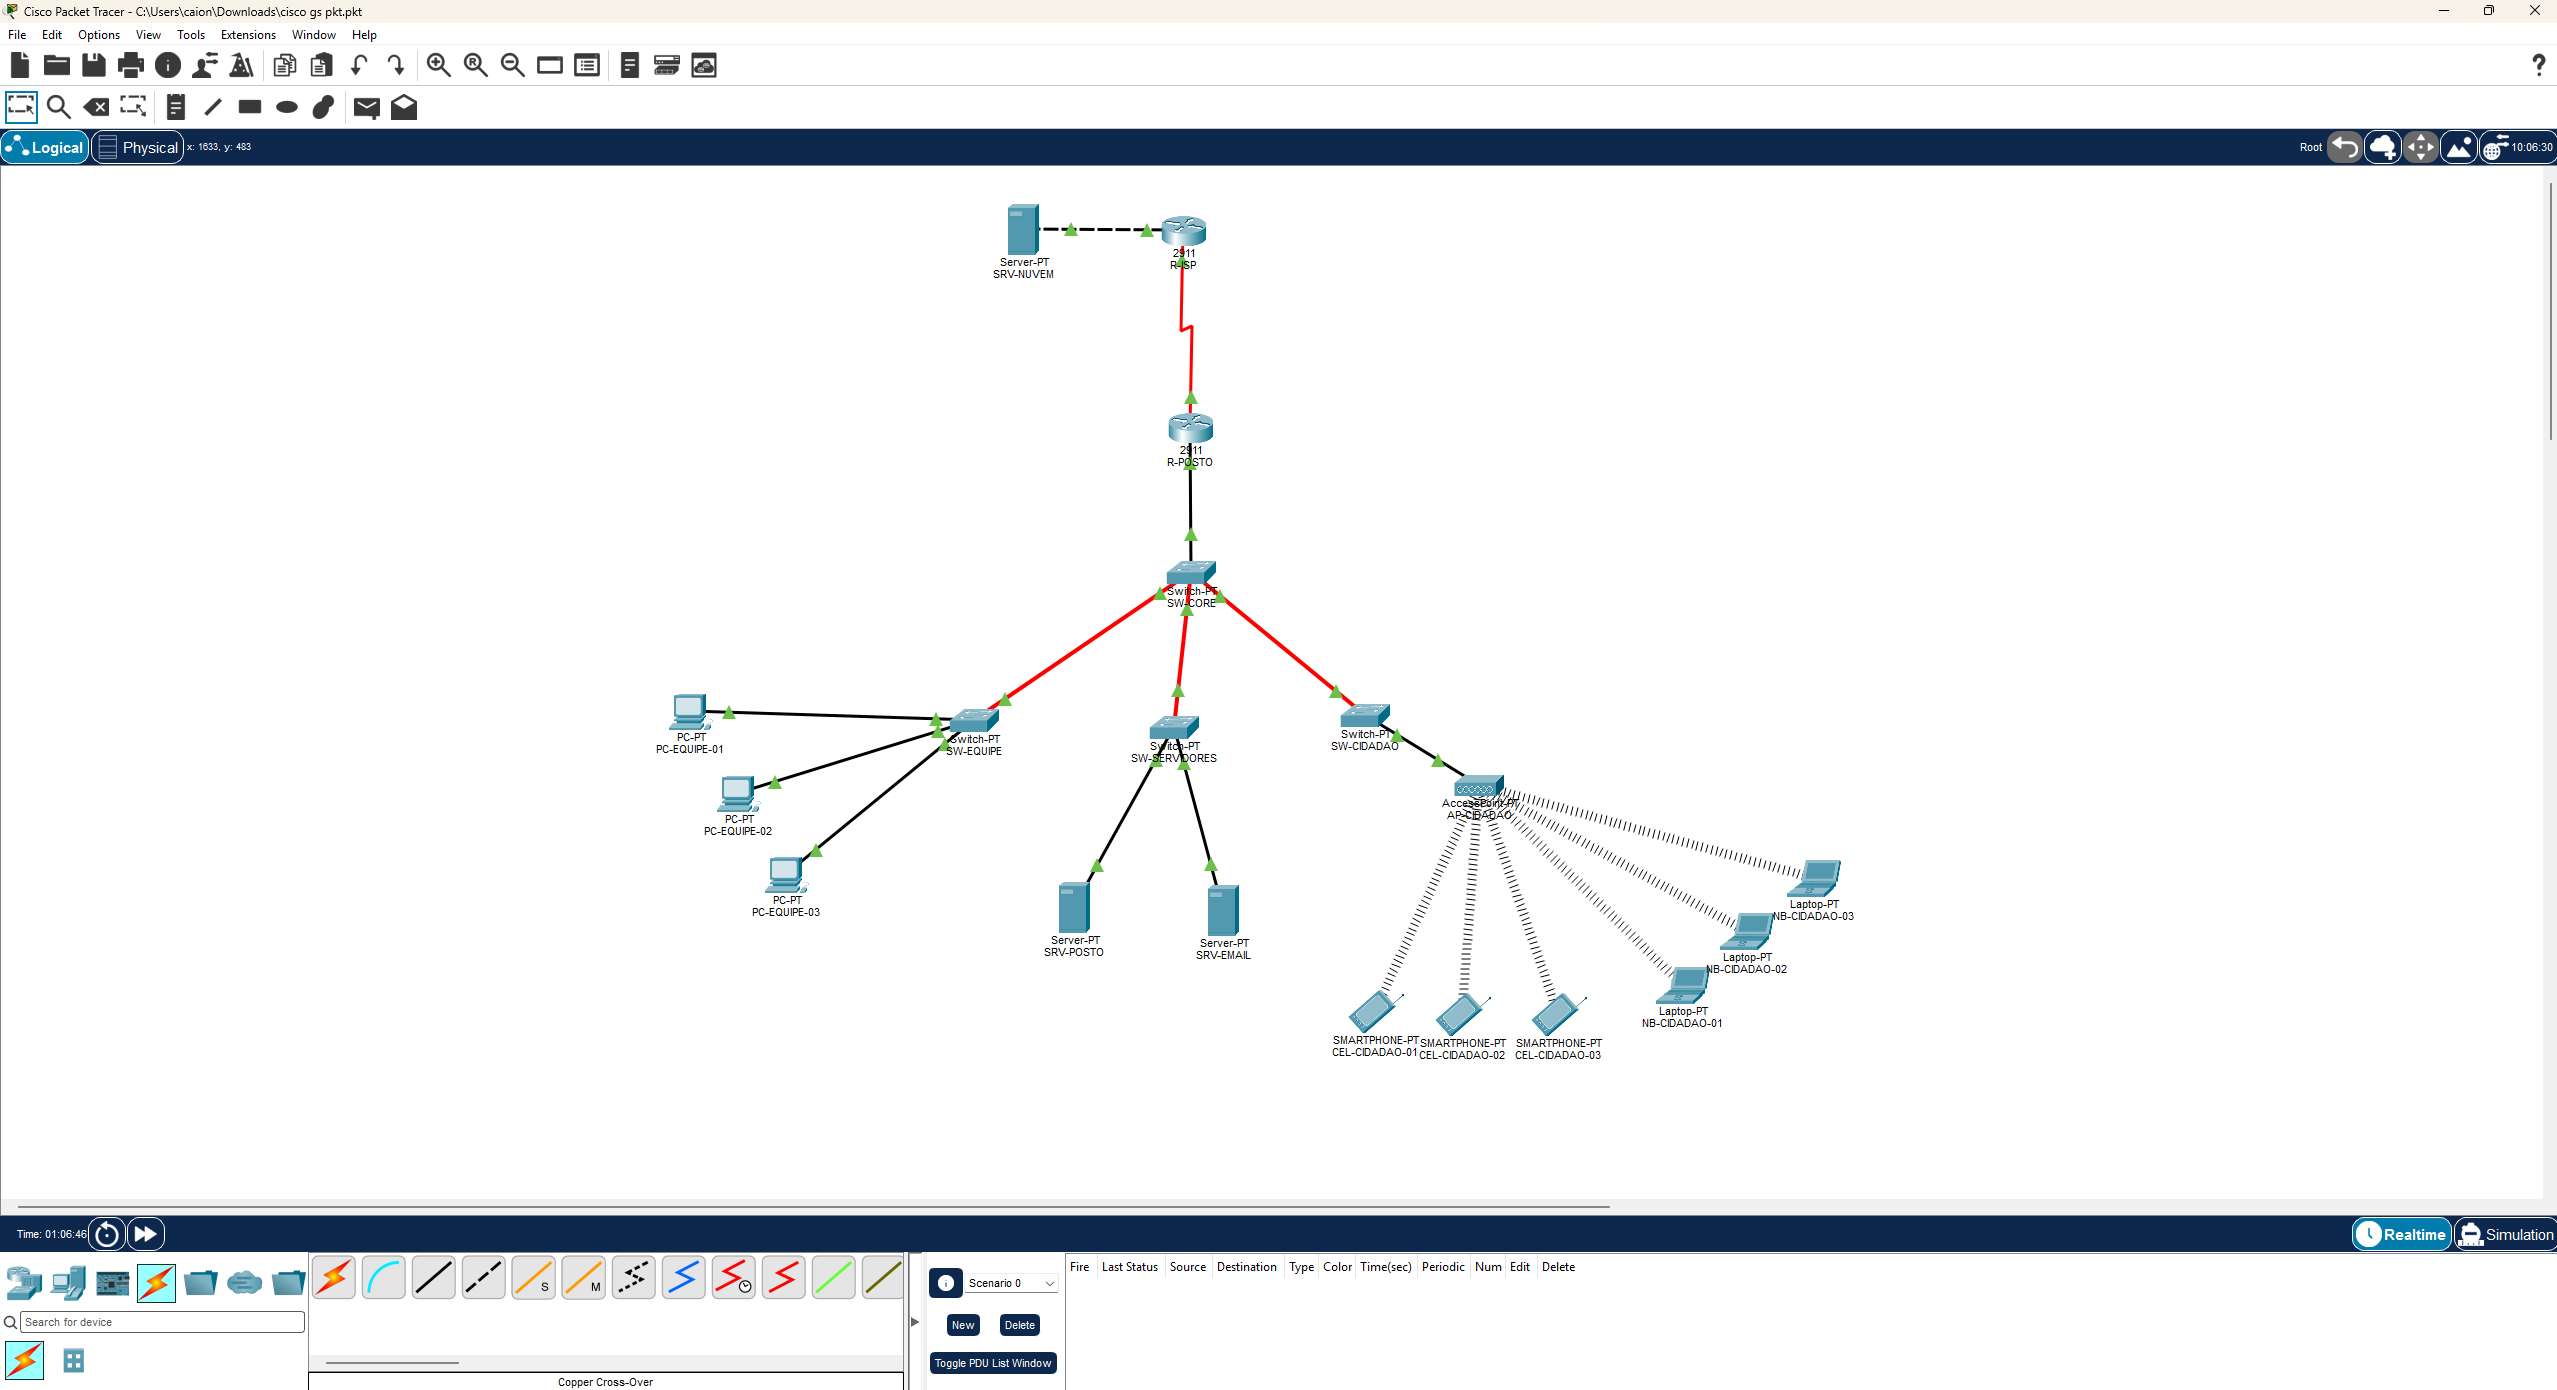 Cisco Packet Tracer - C:\Users\caion\Downloads\cisco gs pkt.pkt
File Edit Options View Tools Extensions Window Help
Logical Physical x: 1633, y: 483 Root 10:06:30
Server-PT
SRV-NUVEM
2911
R-ISP
2911
R-POSTO
Switch-PT
SW-CORE
PC-PT
PC-EQUIPE-01
Switch-PT
SW-EQUIPE
PC-PT
PC-EQUIPE-02
PC-PT
PC-EQUIPE-03
Switch-PT
SW-SERVIDORES
Server-PT
SRV-POSTO
Server-PT
SRV-EMAIL
Switch-PT
SW-CIDADAO
AccessPoint-PT
AP-CIDADAO
Laptop-PT
NB-CIDADAO-03
Laptop-PT
NB-CIDADAO-02
Laptop-PT
NB-CIDADAO-01
SMARTPHONE-PT
CEL-CIDADAO-01
SMARTPHONE-PT
CEL-CIDADAO-02
SMARTPHONE-PT
CEL-CIDADAO-03
Time: 01:06:46 Realtime Simulation
S M
Search for device
Copper Cross-Over
Scenario 0
New Delete
Toggle PDU List Window
Fire Last Status Source Destination Type Color Time(sec) Periodic Num Edit Delete